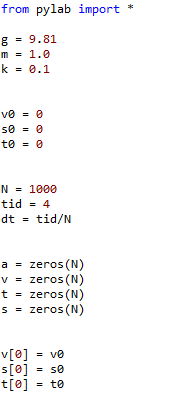 from pylab import *
g = 9.81
m = 1.0
k = 0.1
v0 = 0
s0 = 0
t0 = 0
N = 1000
tid = 4
dt = tid/N
a = zeros(N)
v = zeros(N)
t = zeros(N)
s = zeros(N)
v[0] = v0
s[0] = s0
t[0] = t0